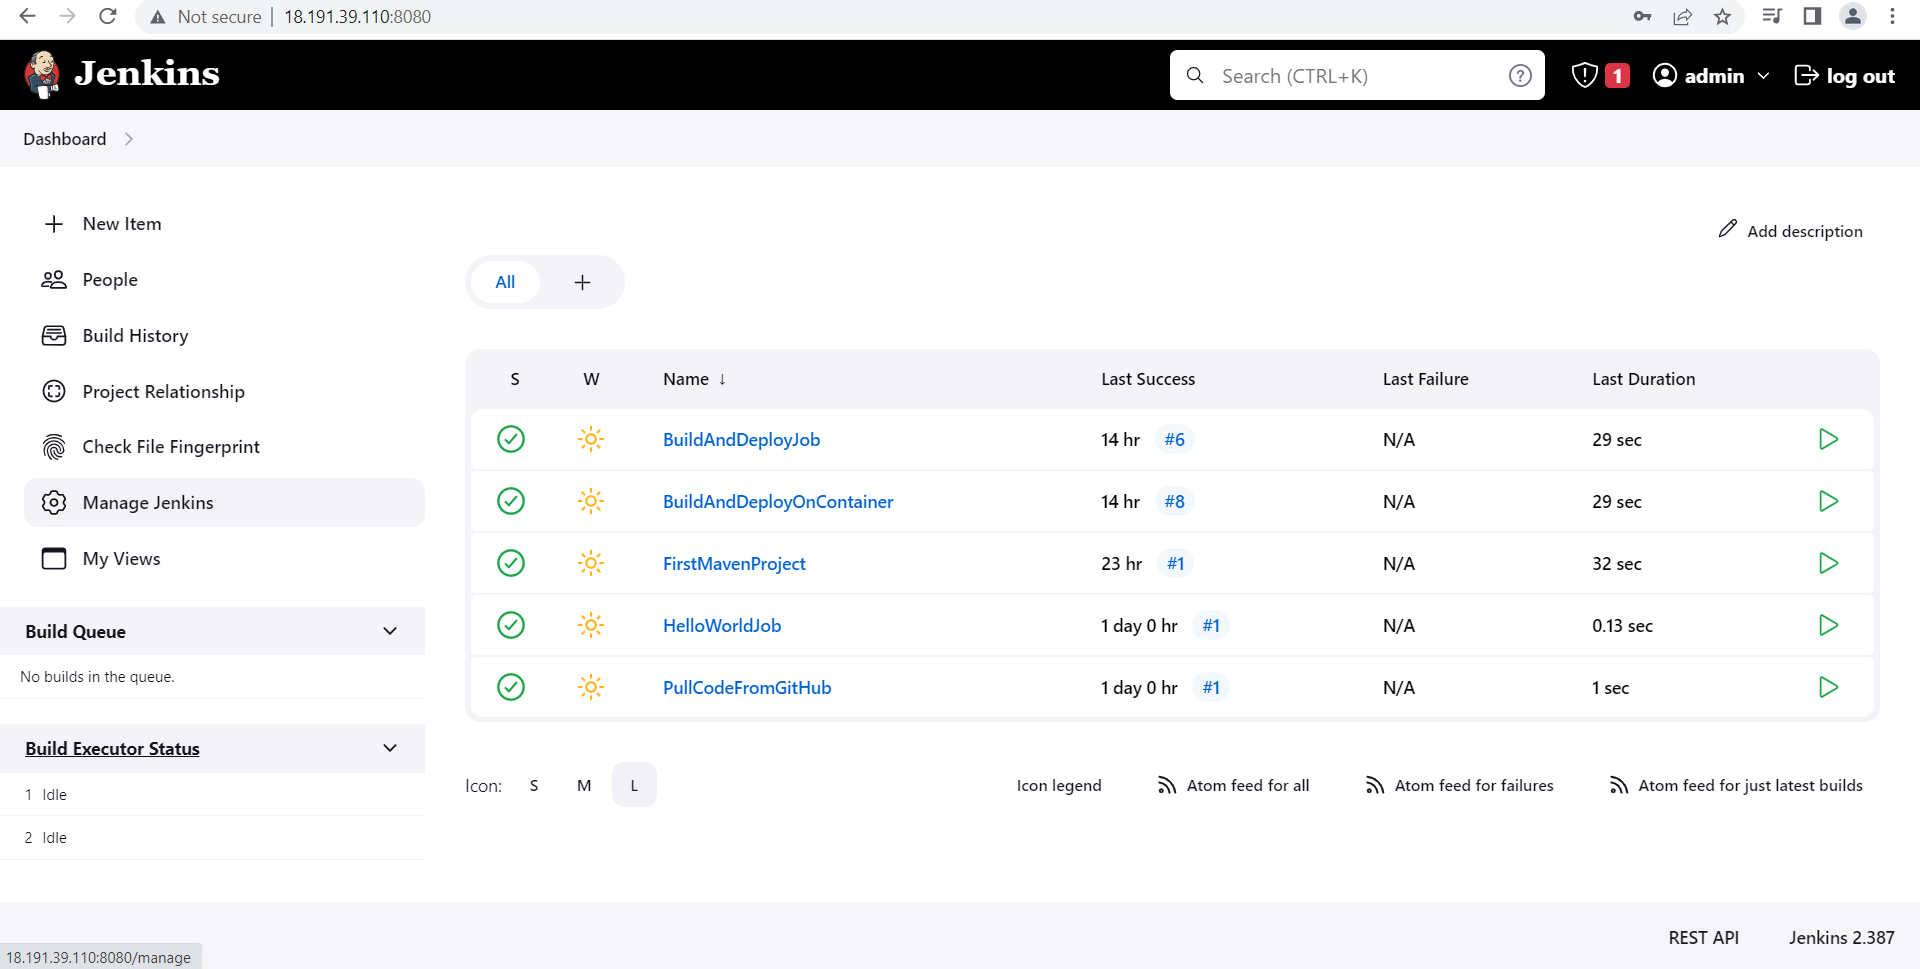 Not secure | 18.191.39.110:8080
Jenkins
Search (CTRL+K)
1
admin
log out
Dashboard
New Item
People
Build History
Project Relationship
Check File Fingerprint
Manage Jenkins
My Views
Build Queue
No builds in the queue.
Build Executor Status
1 Idle
2 Idle
Add description
All +
S W Name ↓ Last Success Last Failure Last Duration
BuildAndDeployJob 14 hr #6 N/A 29 sec
BuildAndDeployOnContainer 14 hr #8 N/A 29 sec
FirstMavenProject 23 hr #1 N/A 32 sec
HelloWorldJob 1 day 0 hr #1 N/A 0.13 sec
PullCodeFromGitHub 1 day 0 hr #1 N/A 1 sec
Icon: S M L
Icon legend
Atom feed for all
Atom feed for failures
Atom feed for just latest builds
REST API
Jenkins 2.387
18.191.39.110:8080/manage